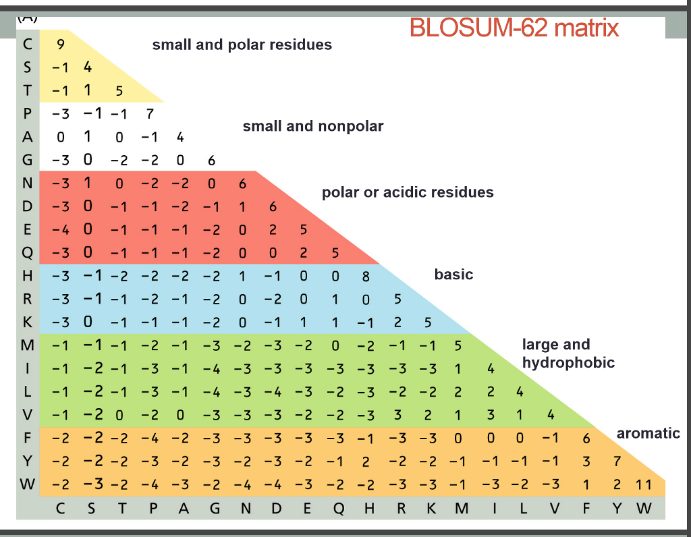 (A)
BLOSUM-62 matrix
C 9 small and polar residues
S −1 4
T −1 1 5
P −3 −1 −1 7
small and nonpolar
A 0 1 0 −1 4
G −3 0 −2 −2 0 6
N −3 1 0 −2 −2 0 6
polar or acidic residues
D −3 0 −1 −1 −2 −1 1 6
E −4 0 −1 −1 −1 −2 0 2 5
Q −3 0 −1 −1 −1 −2 0 0 2 5
H −3 −1 −2 −2 −2 −2 1 −1 0 0 8 basic
R −3 −1 −1 −2 −1 −2 0 −2 0 1 0 5
K −3 0 −1 −1 −1 −2 0 −1 1 1 −1 2 5
M −1 −1 −1 −2 −1 −3 −2 −3 −2 0 −2 −1 −1 5 large and
hydrophobic
I −1 −2 −1 −3 −1 −4 −3 −3 −3 −3 −3 −3 −3 1 4
L −1 −2 −1 −3 −1 −4 −3 −4 −3 −2 −3 −2 −2 2 2 4
V −1 −2 0 −2 0 −3 −3 −3 −2 −2 −3 3 2 1 3 1 4
aromatic
F −2 −2 −2 −4 −2 −3 −3 −3 −3 −3 −1 −3 −3 0 0 0 −1 6
Y −2 −2 −2 −3 −2 −3 −2 −3 −2 −1 2 −2 −2 −1 −1 −1 −1 3 7
W −2 −3 −2 −4 −3 −2 −4 −4 −3 −2 −2 −3 −3 −1 −3 −2 −3 1 2 11
C S T P A G N D E Q H R K M I L V F Y W